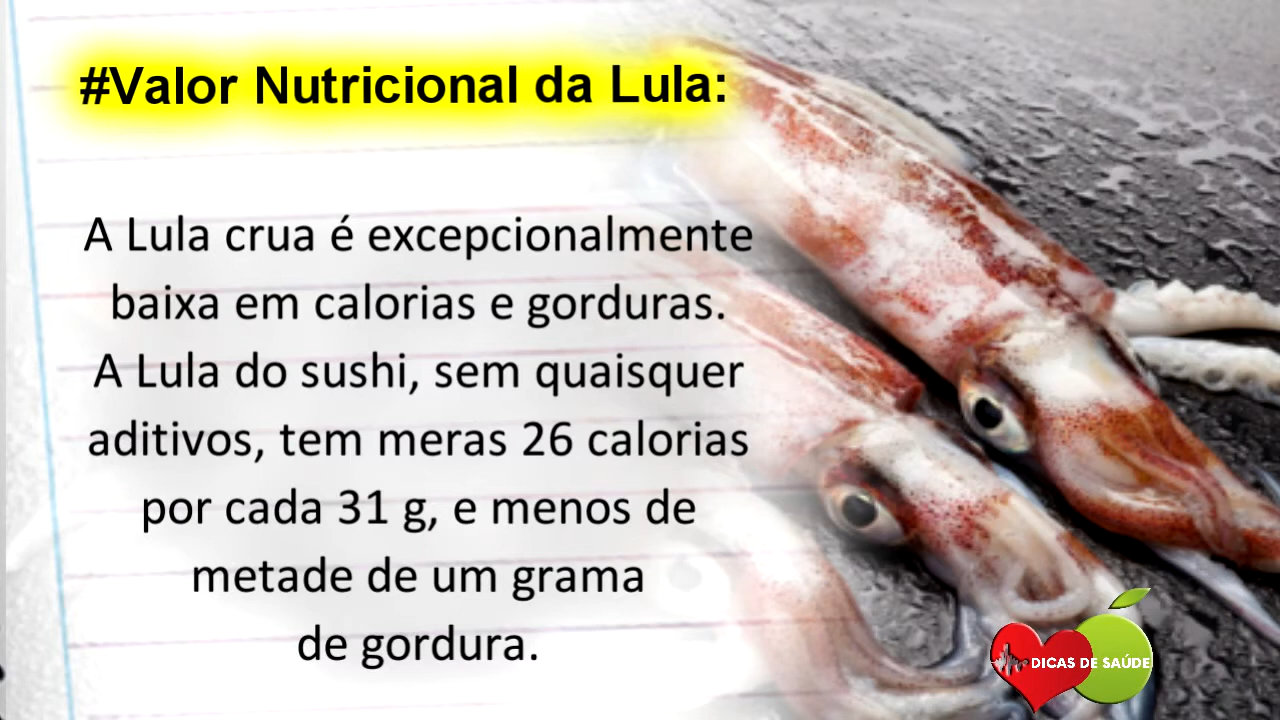 #Valor Nutricional da Lula:
A Lula crua é excepcionalmente
baixa em calorias e gorduras.
A Lula do sushi, sem quaisquer
aditivos, tem meras 26 calorias
por cada 31 g, e menos de
metade de um grama
de gordura.
DICAS DE SAÚDE